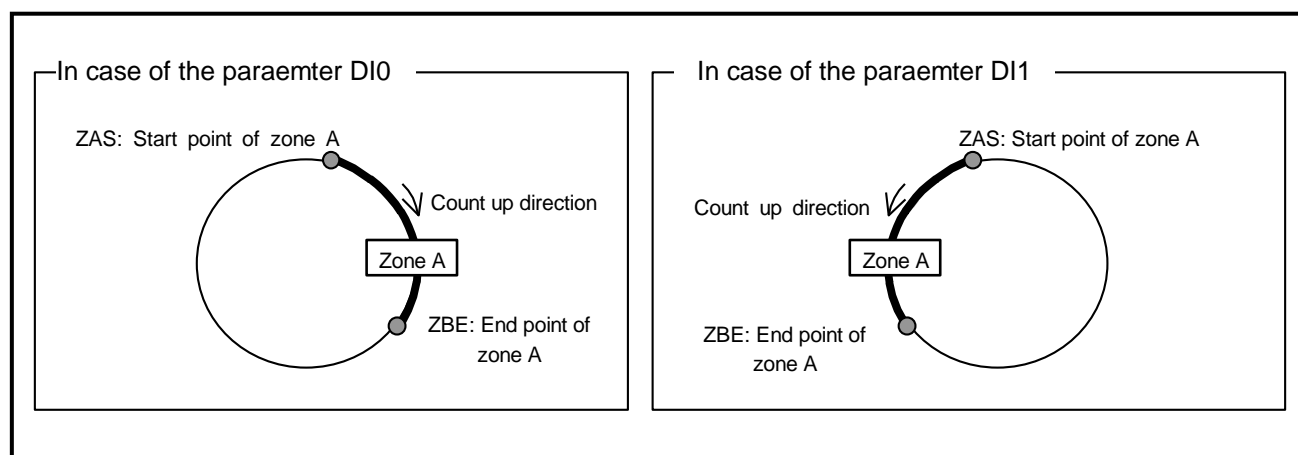 In case of the paraemter DI0
ZAS: Start point of zone A
Count up direction
Zone A
ZBE: End point of
zone A
In case of the paraemter DI1
ZAS: Start point of zone A
Count up direction
Zone A
ZBE: End point of
zone A